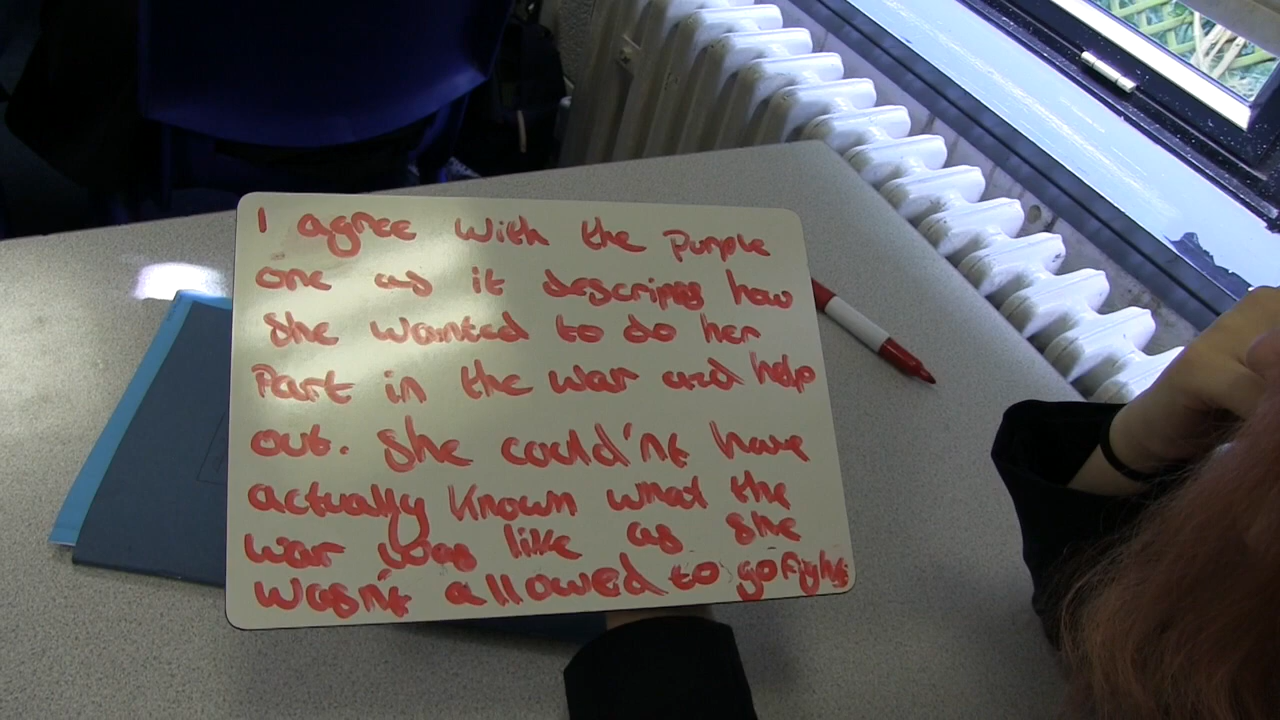 I agree with the purple
one as it descripes how
she wanted to do her
Part in the war and help
out. She could'nt have
actually known what the
war was like as she
wasn't allowed to go fight